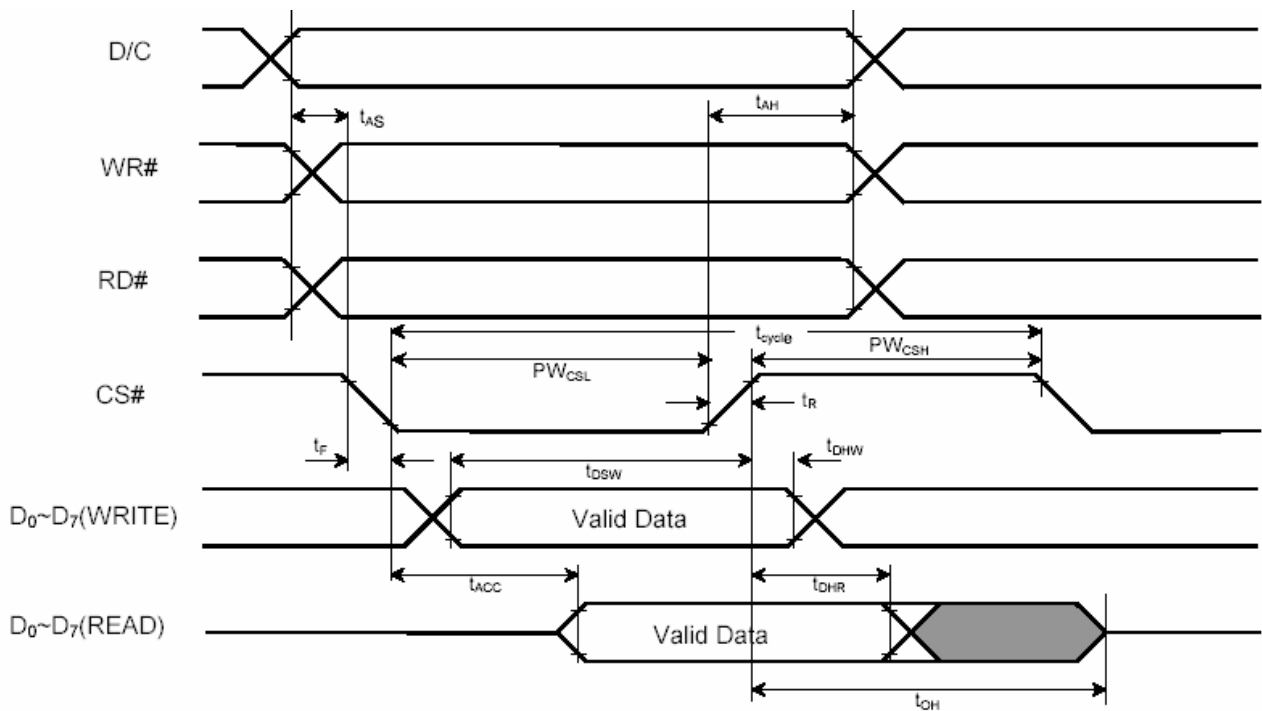 D/C
tAS
tAH
WR#
RD#
tcycle
PWCSL
PWCSH
CS#
tR
tF
tDSW
tDHW
D0~D7(WRITE)
Valid Data
tACC
tDHR
D0~D7(READ)
Valid Data
tOH